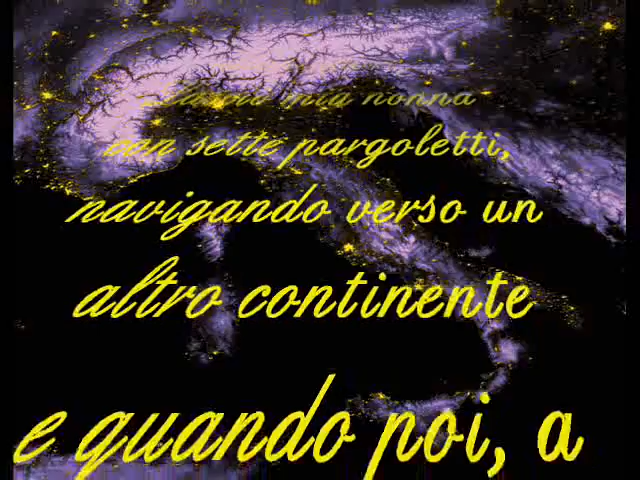 mia nonna
con sette pargoletti,
navigando verso un
altro continente
e quando poi, a